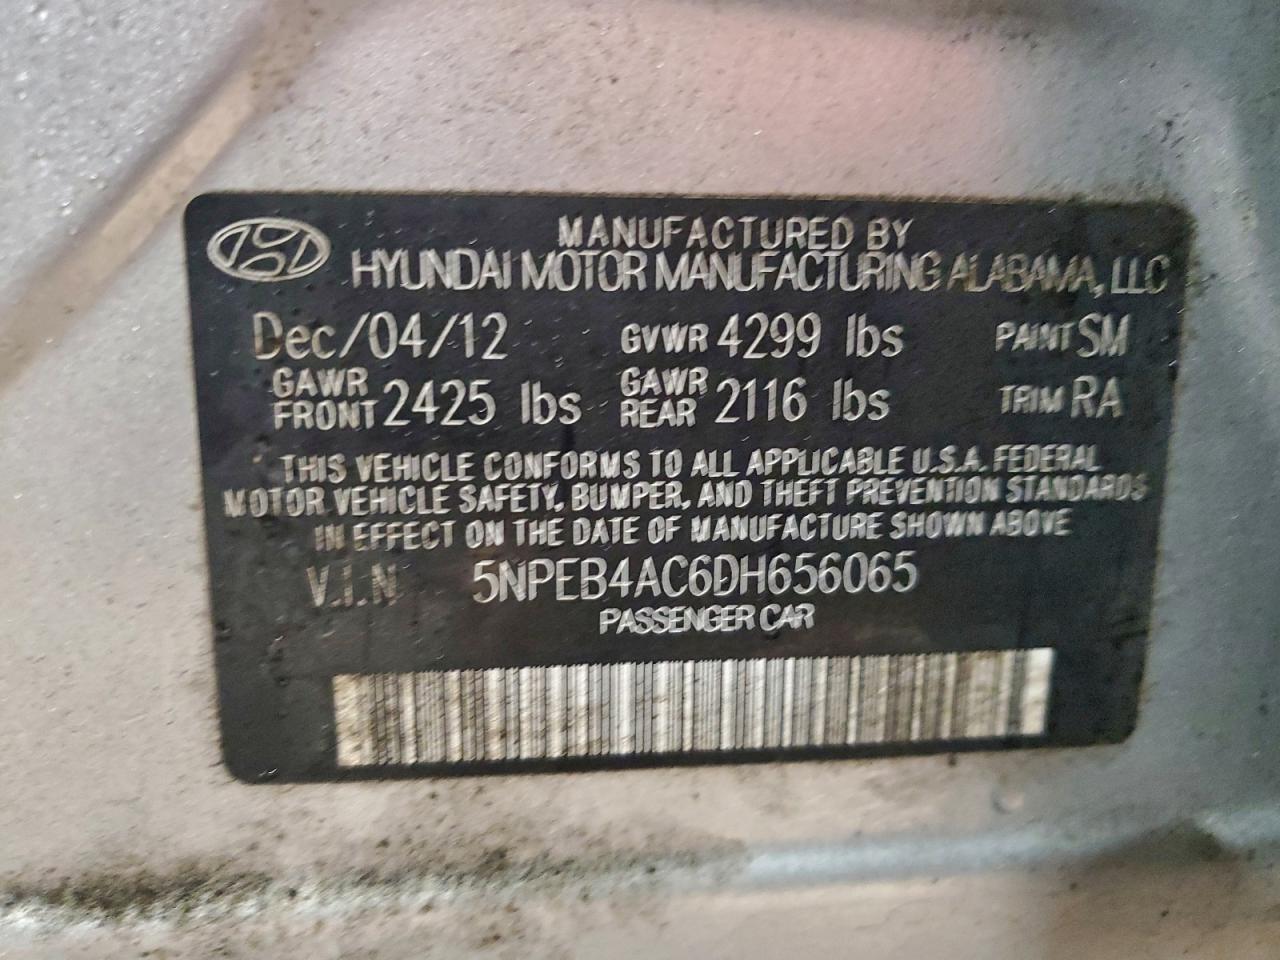 MANUFACTURED BY
HYUNDAI MOTOR MANUFACTURING ALABAMA, LLC
Dec/04/12 GVWR 4299 lbs PAINT SM
GAWR FRONT 2425 lbs GAWR REAR 2116 lbs TRIM RA
THIS VEHICLE CONFORMS TO ALL APPLICABLE U.S.A. FEDERAL
MOTOR VEHICLE SAFETY, BUMPER, AND THEFT PREVENTION STANDARDS
IN EFFECT ON THE DATE OF MANUFACTURE SHOWN ABOVE
V.I.N 5NPEB4AC6DH656065
PASSENGER CAR